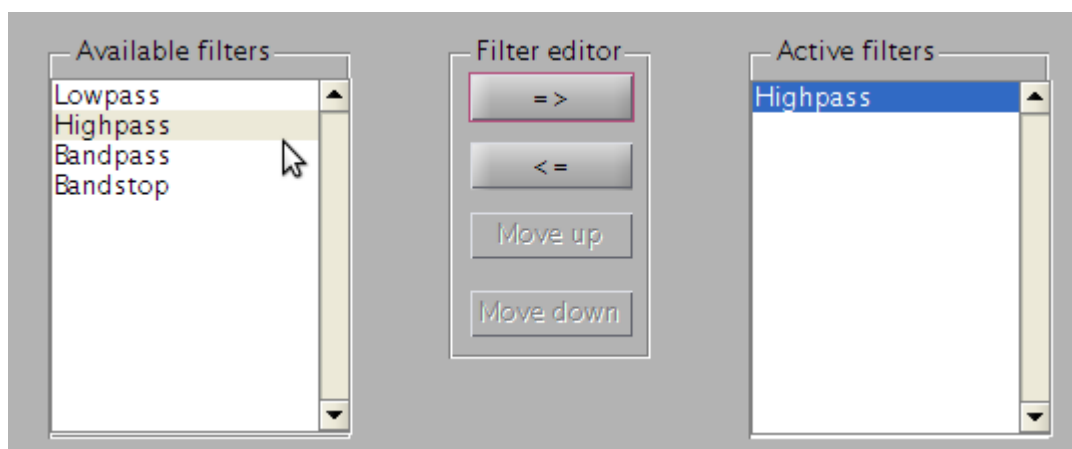 Available filters
Lowpass
Highpass
Bandpass
Bandstop
Filter editor
=>
<=
Move up
Move down
Active filters
Highpass